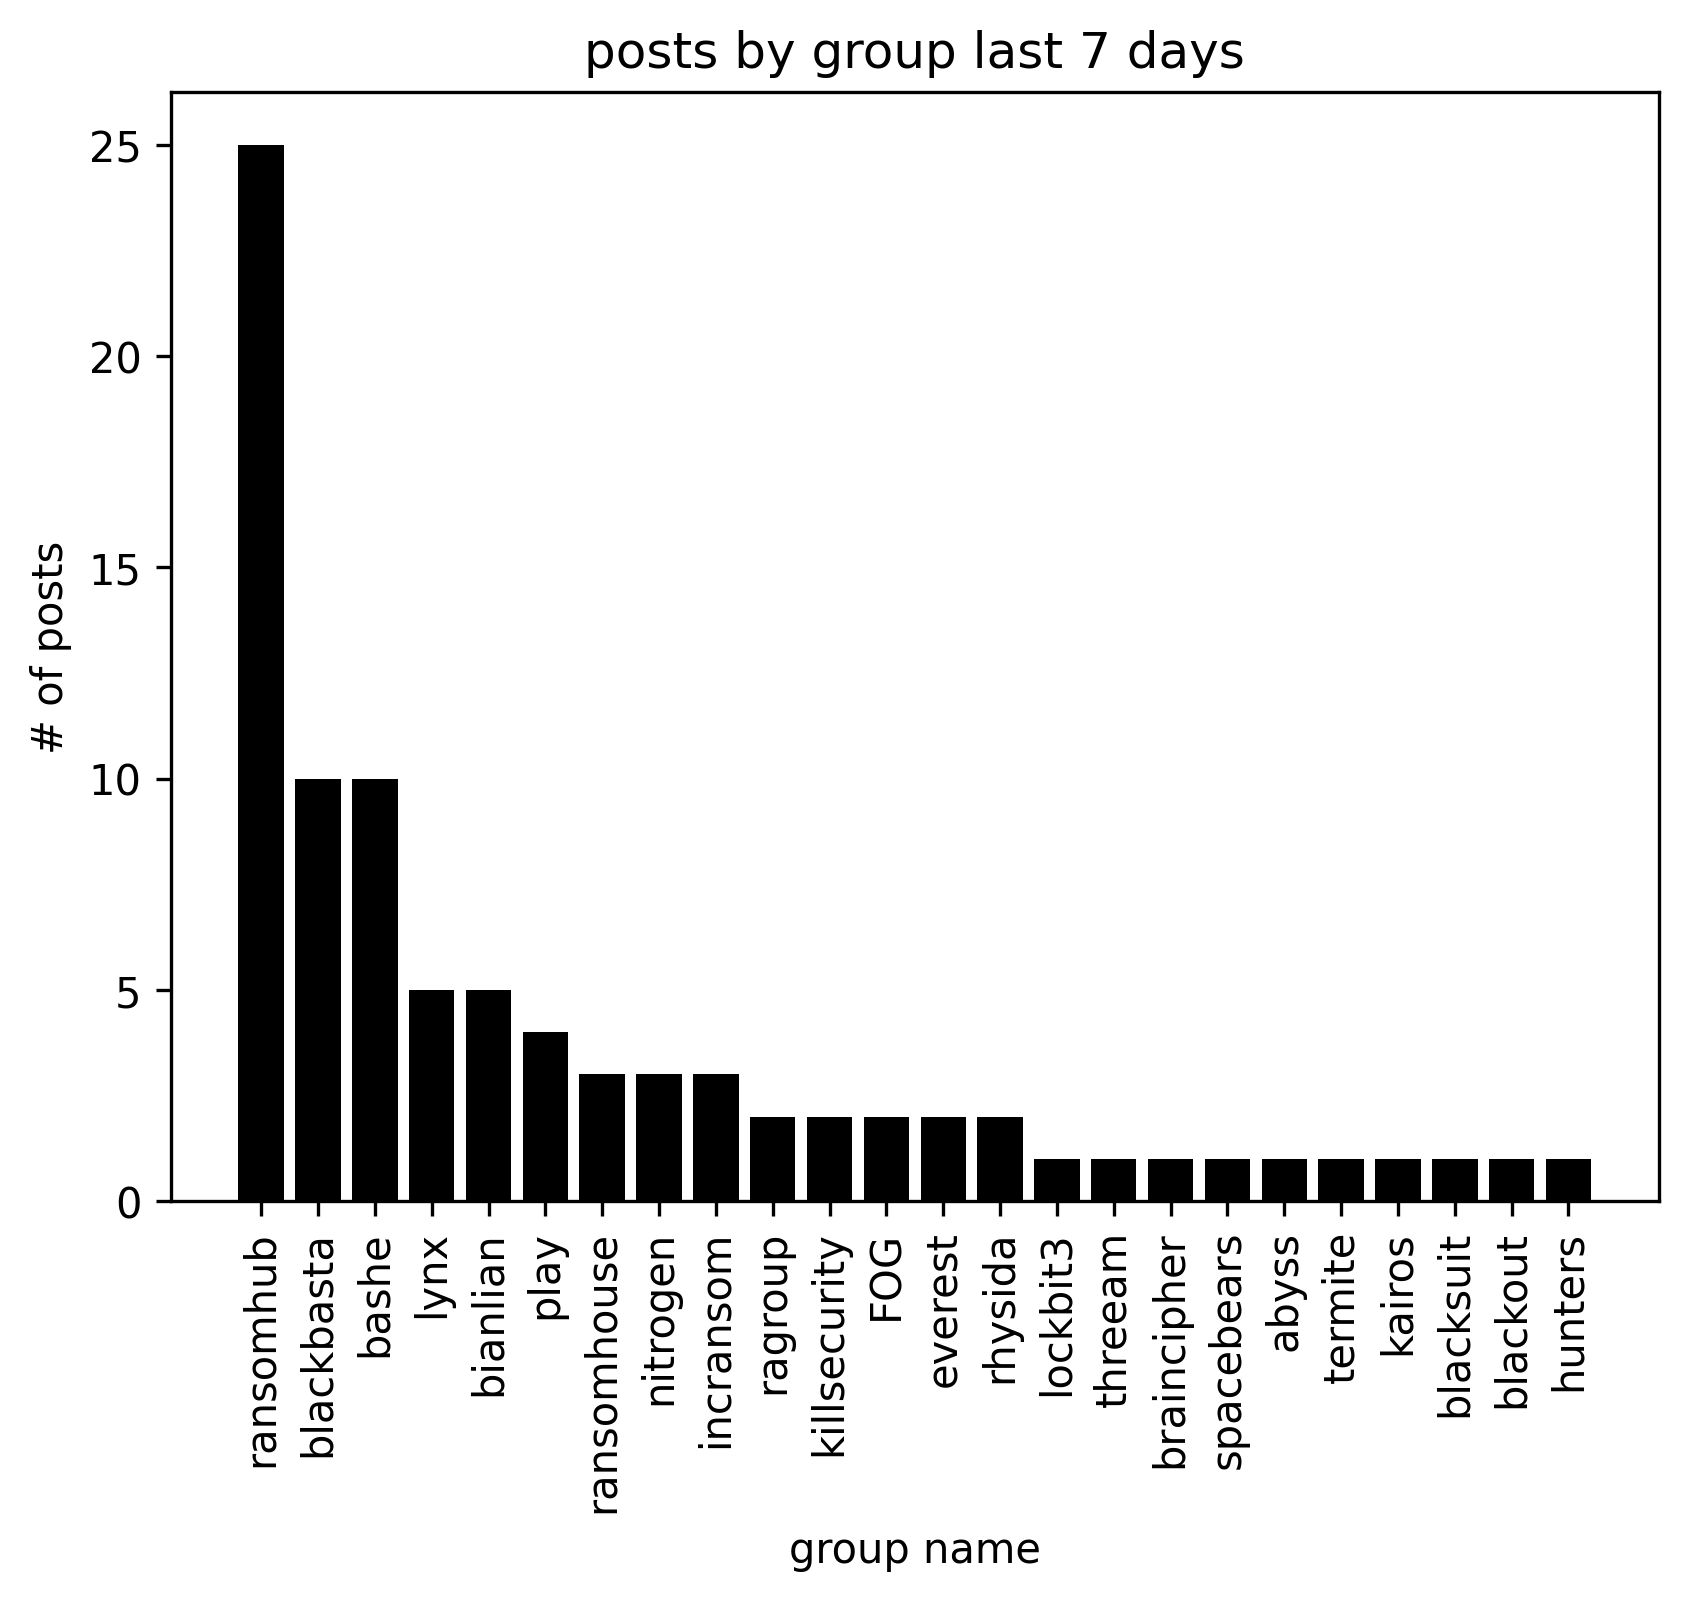 posts by group last 7 days
# of posts
25
20
15
10
5
0
ransomhub
blackbasta
bashe
lynx
bianlian
play
ransomhouse
nitrogen
incransom
ragroup
killsecurity
FOG
everest
rhysida
lockbit3
threeam
braincipher
spacebears
abyss
termite
kairos
blacksuit
blackout
hunters
group name